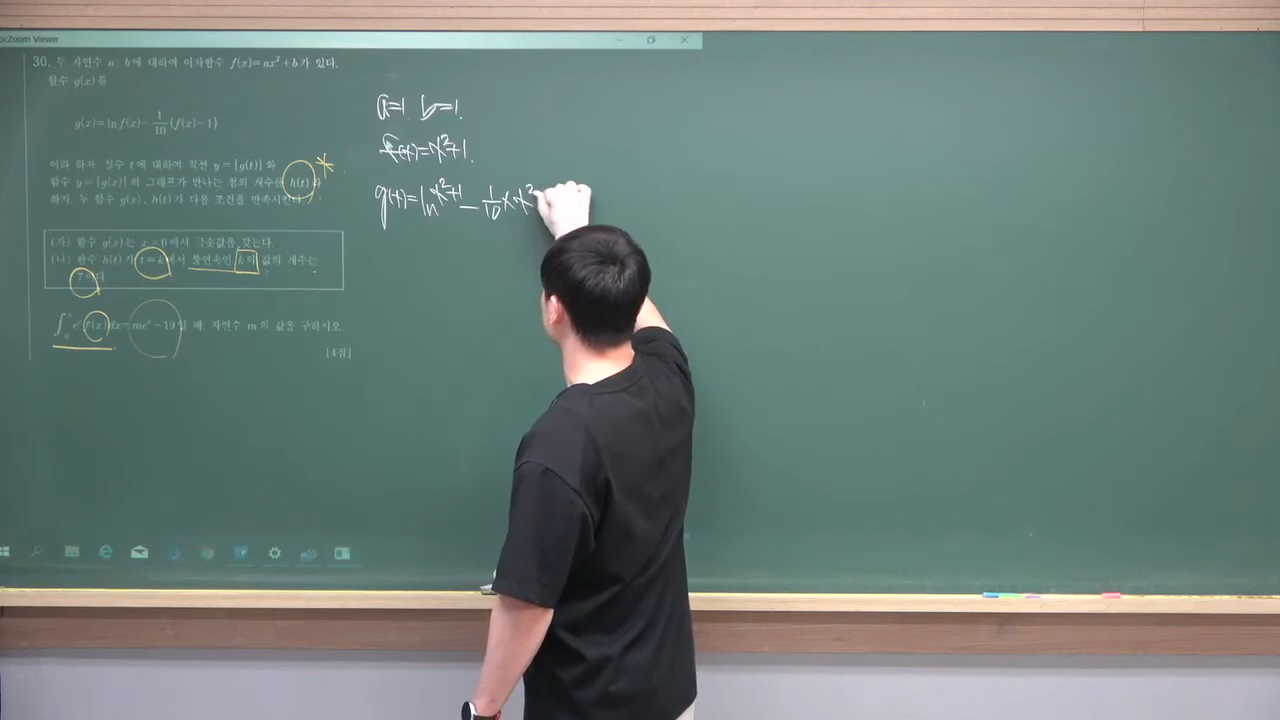 ocZoom Viewer
30. 두 자연수 a, b에 대하여 이차함수 f(x)=ax²+b가 있다.
함수 g(x)를
g(x)=ln f(x)-1/10{f(x)-1}
이라 하자. 실수 t에 대하여 직선 y=|g(t)|와
함수 y=|g(x)|의 그래프가 만나는 점의 개수를 h(t)라
하자. 두 함수 g(x), h(t)가 다음 조건을 만족시킨다.
(가) 함수 g(x)는 x=0에서 극솟값을 갖는다.
(나) 함수 h(t)가 t=k에서 불연속인 k의 값의 개수는
7이다.
dx=me -19일 때, 자연수 m의 값을 구하시오.
[4점]
a=1. b=1.
f(x)=x²+1.
g(x)=ln x²+1 - 1/10 × x²